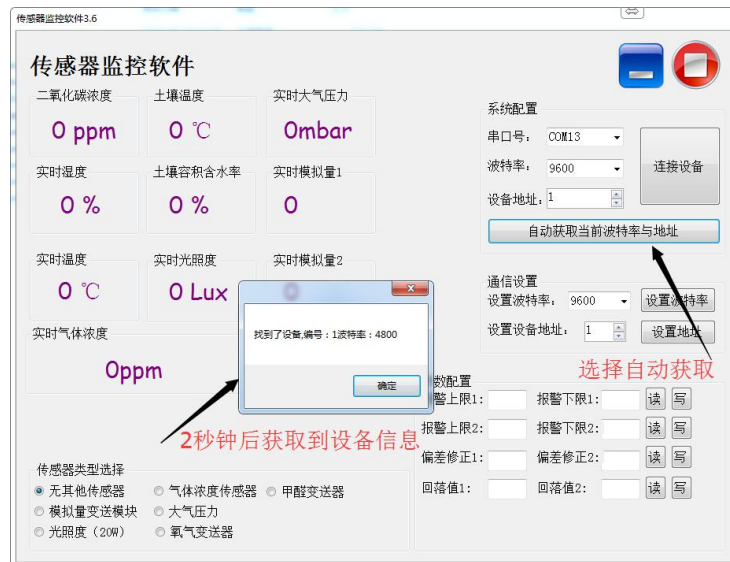 传感器监控软件3.6
传感器监控软件
二氧化碳浓度
0 ppm
土壤温度
0 ℃
实时大气压力
0mbar
实时湿度
0 %
土壤容积含水率
0 %
实时模拟量1
0
实时温度
0 ℃
实时光照度
0 Lux
实时模拟量2
0
实时气体浓度
0ppm
找到了设备,编号：1波特率：4800
确定
2秒钟后获取到设备信息
传感器类型选择
无其他传感器
气体浓度传感器
甲醛变送器
模拟量变送模块
大气压力
光照度（20W）
氧气变送器
系统配置
串口号： COM13
波特率： 9600
设备地址： 1
连接设备
自动获取当前波特率与地址
通信设置
设置波特率： 9600 设置波特率
设置设备地址： 1 设置地址
选择自动获取
数配置
警上限1: 报警下限1: 读 写
报警上限2: 报警下限2: 读 写
偏差修正1: 偏差修正2: 读 写
回落值1: 回落值2: 读 写